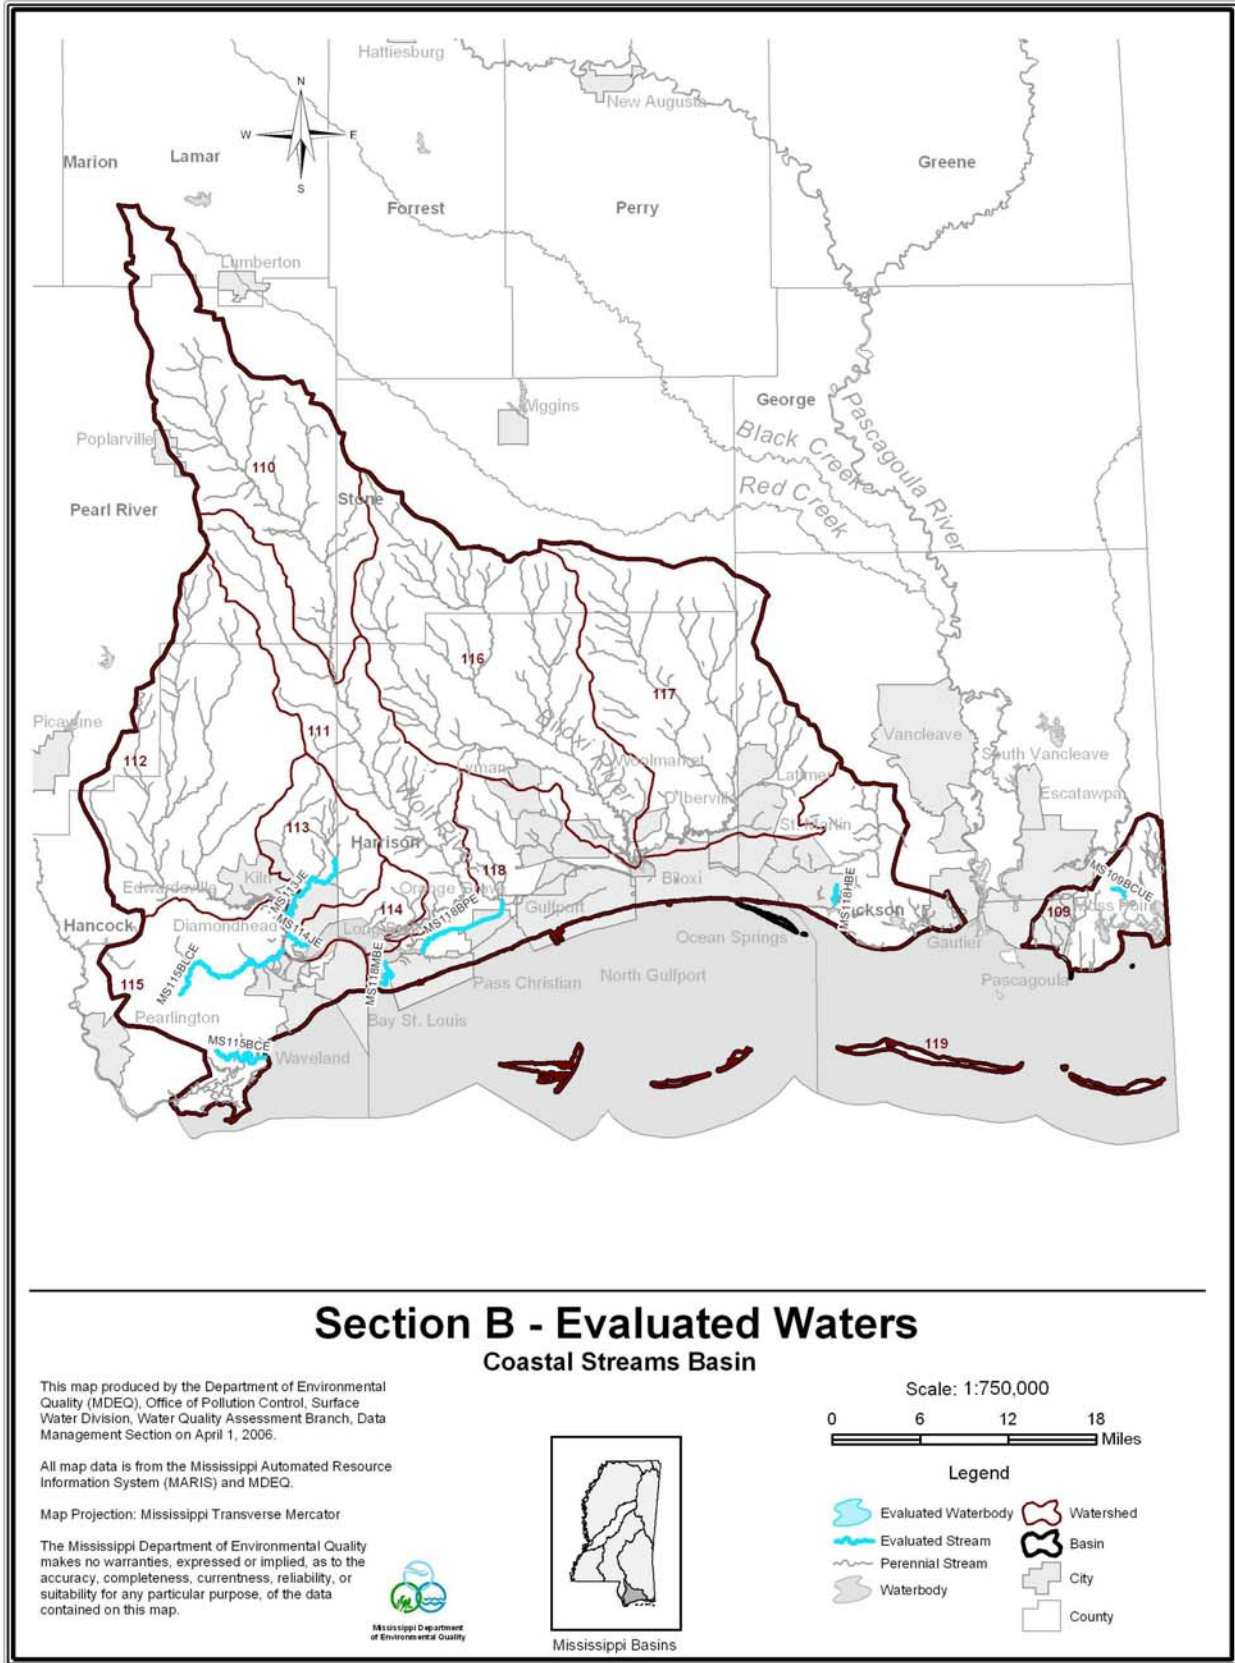 Hattiesburg
New Augusta
N
W
E
S
Marion
Lamar
Greene
Forrest
Perry
Lumberton
Wiggins
George
Poplarville
Black Creek
Pascagoula River
110
Red Creek
Stone
Pearl River
116
117
Picayune
111
Biloxi River
Vancleave
112
Woolmarket
South Vancleave
Lyman
Latimer
Wolf River
D'Iberville
Escatawpa
113
St. Martin
Harrison
118
MS109BCUE
Kiln
MS113JE
Orange Grove
Biloxi
MS118HBE
Edwardsville
114
MS118BPE
Gulfport
Jackson
109
Moss Point
Hancock
Diamondhead
MS114JE
Long Beach
Ocean Springs
Gautier
MS115BLCE
MS118MBE
115
Pass Christian
North Gulfport
Pascagoula
Pearlington
Bay St. Louis
MS115BCE
Waveland
119
Section B - Evaluated Waters
Coastal Streams Basin
This map produced by the Department of Environmental
Quality (MDEQ), Office of Pollution Control, Surface
Water Division, Water Quality Assessment Branch, Data
Management Section on April 1, 2006.
All map data is from the Mississippi Automated Resource
Information System (MARIS) and MDEQ.
Map Projection: Mississippi Transverse Mercator
The Mississippi Department of Environmental Quality
makes no warranties, expressed or implied, as to the
accuracy, completeness, currentness, reliability, or
suitability for any particular purpose, of the data
contained on this map.
Mississippi Department
of Environmental Quality
Mississippi Basins
Scale: 1:750,000
0 6 12 18
Miles
Legend
Evaluated Waterbody
Evaluated Stream
Perennial Stream
Waterbody
Watershed
Basin
City
County